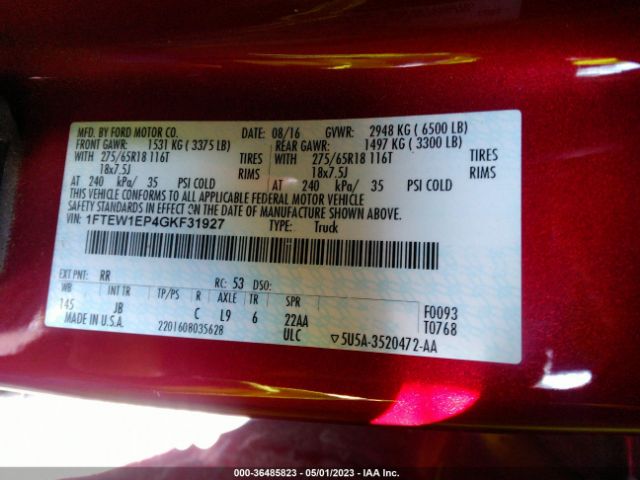 MFD. BY FORD MOTOR CO. DATE: 08/16 GVWR: 2948 KG ( 6500 LB)
FRONT GAWR: 1531 KG ( 3375 LB) REAR GAWR: 1497 KG ( 3300 LB)
WITH 275/65R18 116T TIRES WITH 275/65R18 116T TIRES
18x7.5J RIMS 18x7.5J RIMS
AT 240 kPa/ 35 PSI COLD AT 240 kPa/ 35 PSI COLD
THIS VEHICLE CONFORMS TO ALL APPLICABLE FEDERAL MOTOR VEHICLE
SAFETY STANDARDS IN EFFECT ON THE DATE OF MANUFACTURE SHOWN ABOVE.
VIN: 1FTEW1EP4GKF31927 TYPE: Truck
EXT PNT: RR RC: 53 DSO:
WB INT TR TP/PS R AXLE TR SPR
145 JB C L9 6 22AA F0093
MADE IN U.S.A. 2201608035628 ULC T0768
▽5U5A-3520472-AA
000-36485823 - 05/01/2023 - IAA Inc.